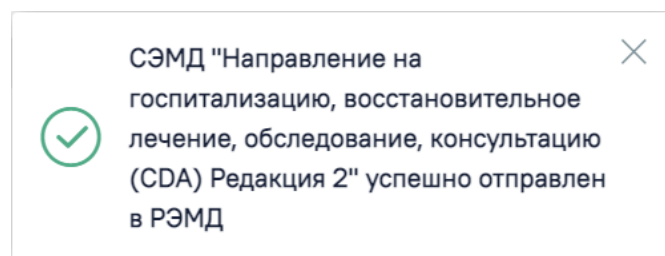 СЭМД "Направление на
госпитализацию, восстановительное
лечение, обследование, консультацию
(CDA) Редакция 2" успешно отправлен
в РЭМД